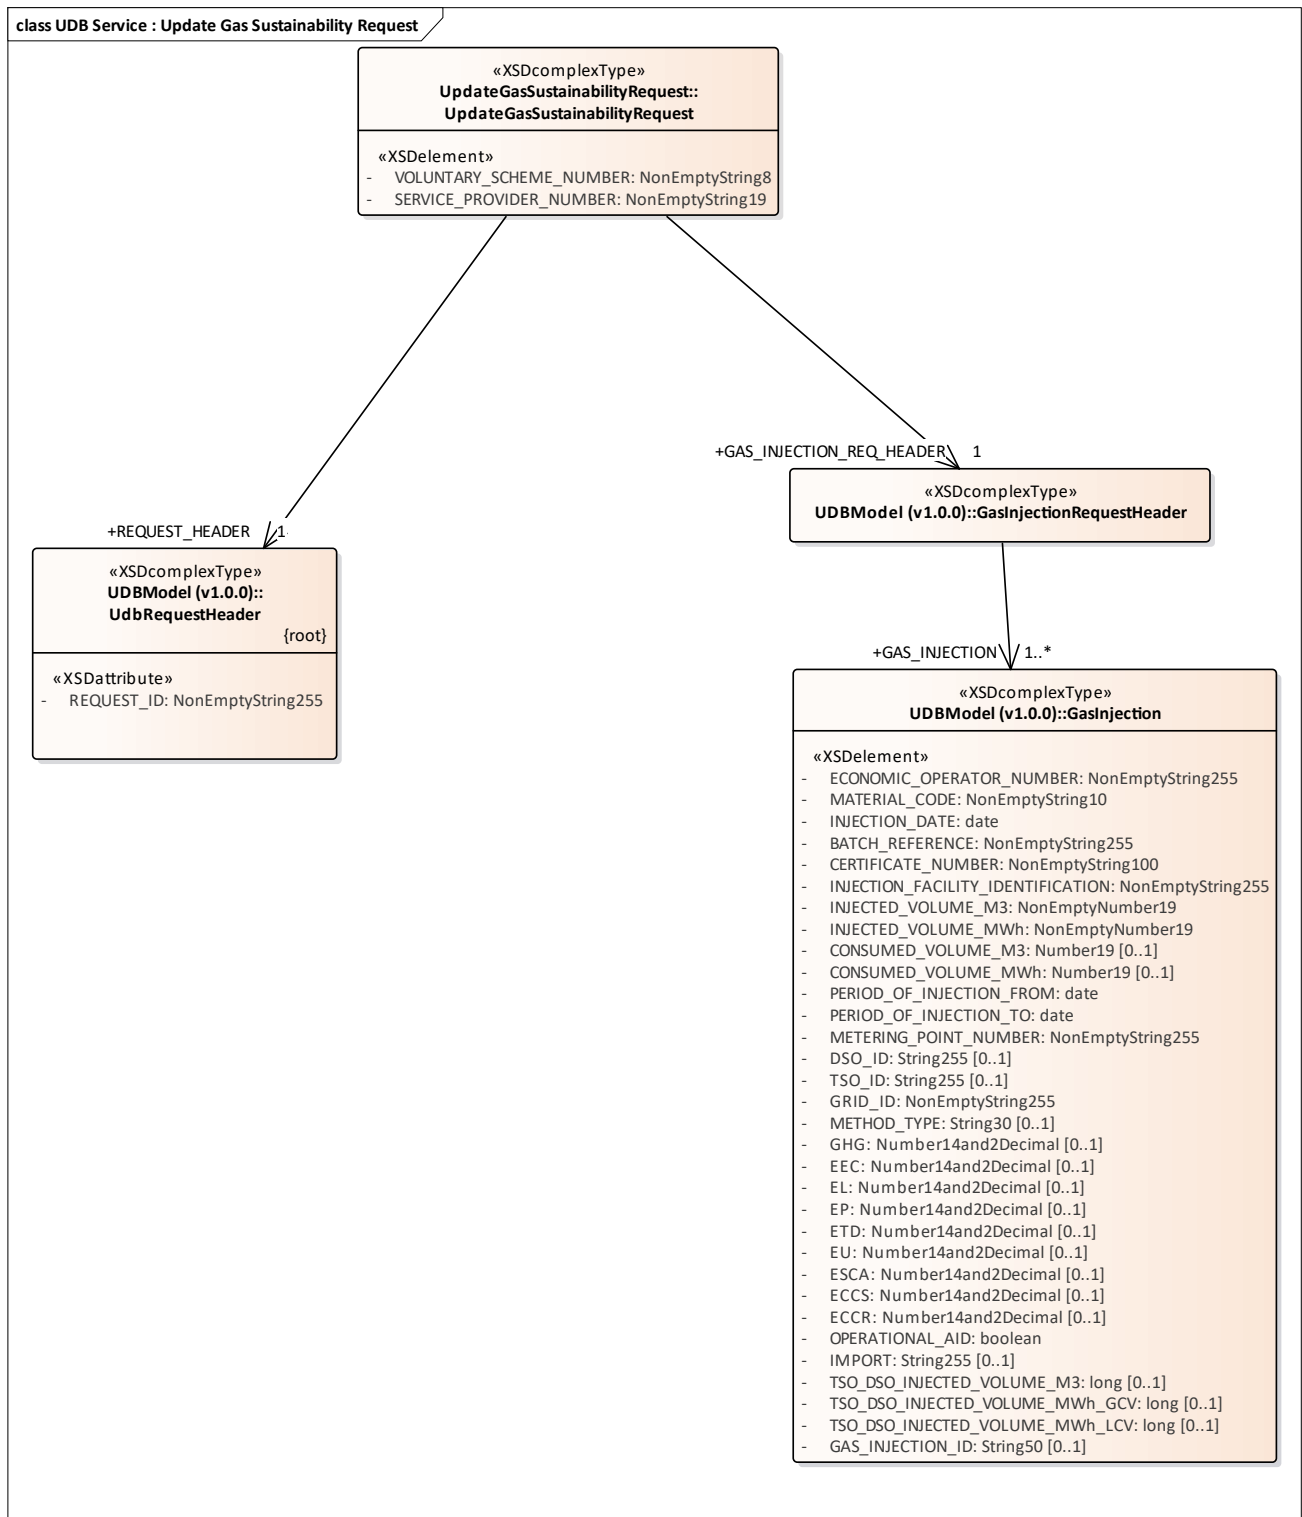 class UDB Service : Update Gas Sustainability Request
«XSDcomplexType»
UpdateGasSustainabilityRequest::
UpdateGasSustainabilityRequest
«XSDelement»
- VOLUNTARY_SCHEME_NUMBER: NonEmptyString8
- SERVICE_PROVIDER_NUMBER: NonEmptyString19
+GAS_INJECTION_REQ_HEADER 1
«XSDcomplexType»
UDBModel (v1.0.0)::GasInjectionRequestHeader
+REQUEST_HEADER 1
«XSDcomplexType»
UDBModel (v1.0.0)::
UdbRequestHeader
{root}
«XSDattribute»
- REQUEST_ID: NonEmptyString255
+GAS_INJECTION 1..*
«XSDcomplexType»
UDBModel (v1.0.0)::GasInjection
«XSDelement»
- ECONOMIC_OPERATOR_NUMBER: NonEmptyString255
- MATERIAL_CODE: NonEmptyString10
- INJECTION_DATE: date
- BATCH_REFERENCE: NonEmptyString255
- CERTIFICATE_NUMBER: NonEmptyString100
- INJECTION_FACILITY_IDENTIFICATION: NonEmptyString255
- INJECTED_VOLUME_M3: NonEmptyNumber19
- INJECTED_VOLUME_MWh: NonEmptyNumber19
- CONSUMED_VOLUME_M3: Number19 [0..1]
- CONSUMED_VOLUME_MWh: Number19 [0..1]
- PERIOD_OF_INJECTION_FROM: date
- PERIOD_OF_INJECTION_TO: date
- METERING_POINT_NUMBER: NonEmptyString255
- DSO_ID: String255 [0..1]
- TSO_ID: String255 [0..1]
- GRID_ID: NonEmptyString255
- METHOD_TYPE: String30 [0..1]
- GHG: Number14and2Decimal [0..1]
- EEC: Number14and2Decimal [0..1]
- EL: Number14and2Decimal [0..1]
- EP: Number14and2Decimal [0..1]
- ETD: Number14and2Decimal [0..1]
- EU: Number14and2Decimal [0..1]
- ESCA: Number14and2Decimal [0..1]
- ECCS: Number14and2Decimal [0..1]
- ECCR: Number14and2Decimal [0..1]
- OPERATIONAL_AID: boolean
- IMPORT: String255 [0..1]
- TSO_DSO_INJECTED_VOLUME_M3: long [0..1]
- TSO_DSO_INJECTED_VOLUME_MWh_GCV: long [0..1]
- TSO_DSO_INJECTED_VOLUME_MWh_LCV: long [0..1]
- GAS_INJECTION_ID: String50 [0..1]